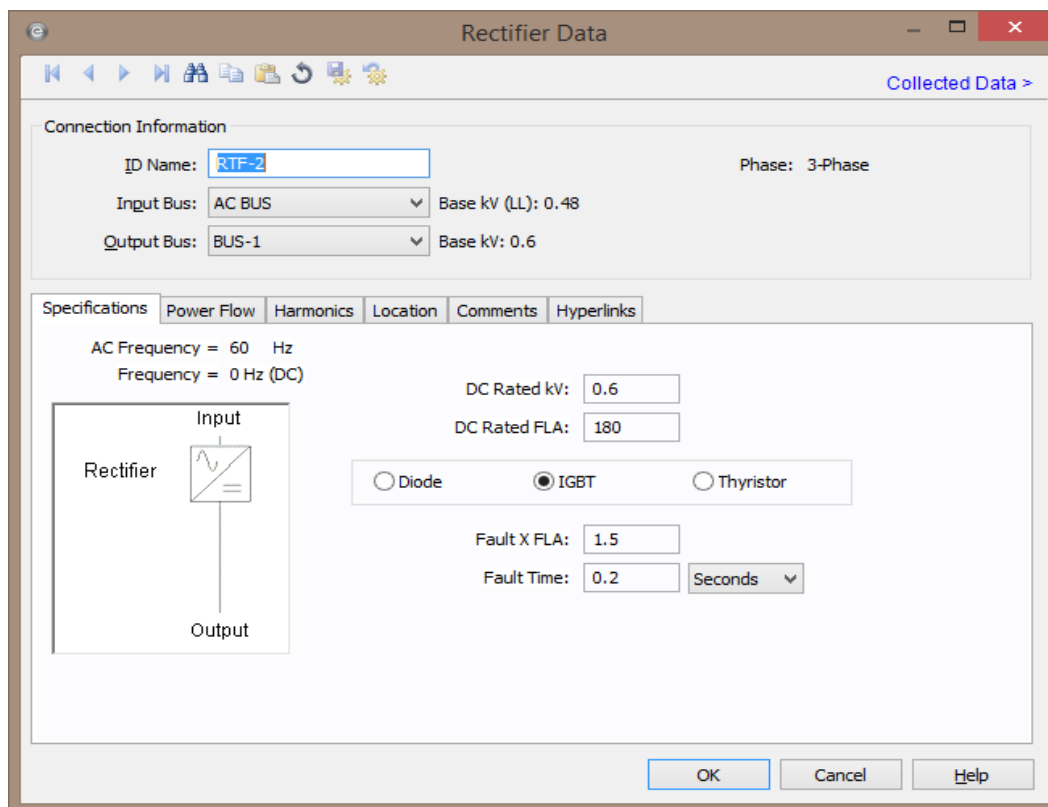 Rectifier Data
Collected Data >
Connection Information
ID Name: RTF-2 Phase: 3-Phase
Input Bus: AC BUS Base kV (LL): 0.48
Output Bus: BUS-1 Base kV: 0.6
Specifications Power Flow Harmonics Location Comments Hyperlinks
AC Frequency = 60 Hz
Frequency = 0 Hz (DC)
DC Rated kV: 0.6
DC Rated FLA: 180
Input
Rectifier
Diode IGBT Thyristor
Fault X FLA: 1.5
Fault Time: 0.2 Seconds
Output
OK Cancel Help